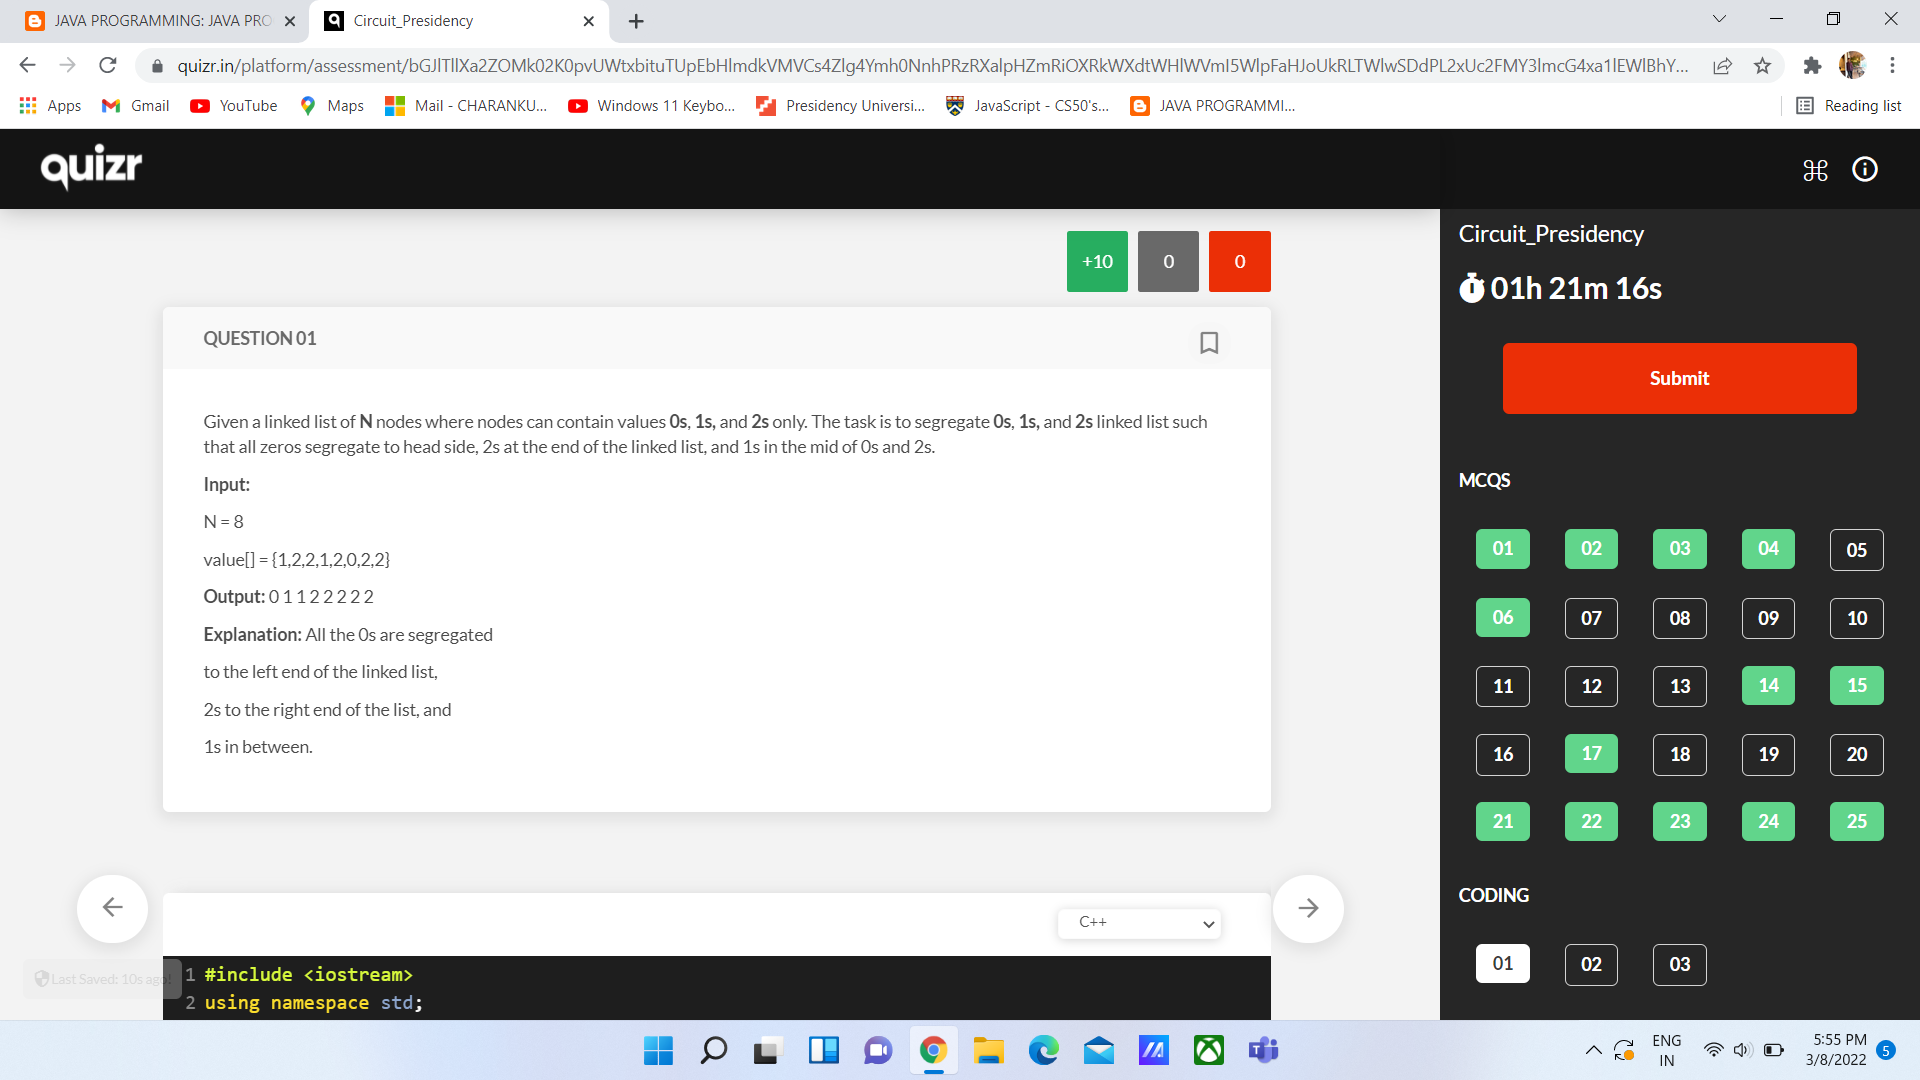 JAVA PROGRAMMING: JAVA PRO
Circuit_Presidency
Apps
Gmail
YouTube
Maps
Mail - CHARANKU...
Windows 11 Keybo...
Presidency Universi...
JavaScript - CS50's...
JAVA PROGRAMMI...
Reading list
quizr
Circuit_Presidency
01h 21m 16s
Submit
+10
0
0
QUESTION 01
Given a linked list of N nodes where nodes can contain values 0s, 1s, and 2s only. The task is to segregate 0s, 1s, and 2s linked list such
that all zeros segregate to head side, 2s at the end of the linked list, and 1s in the mid of 0s and 2s.
Input:
N = 8
value[] = {1,2,2,1,2,0,2,2}
Output: 0 1 1 2 2 2 2 2
Explanation: All the 0s are segregated
to the left end of the linked list,
2s to the right end of the list, and
1s in between.
MCQS
01 02 03 04 05
06 07 08 09 10
11 12 13 14 15
16 17 18 19 20
21 22 23 24 25
CODING
01 02 03
C++
Last Saved: 10s ago!
1 #include <iostream>
2 using namespace std;
ENG
IN
5:55 PM
3/8/2022
5